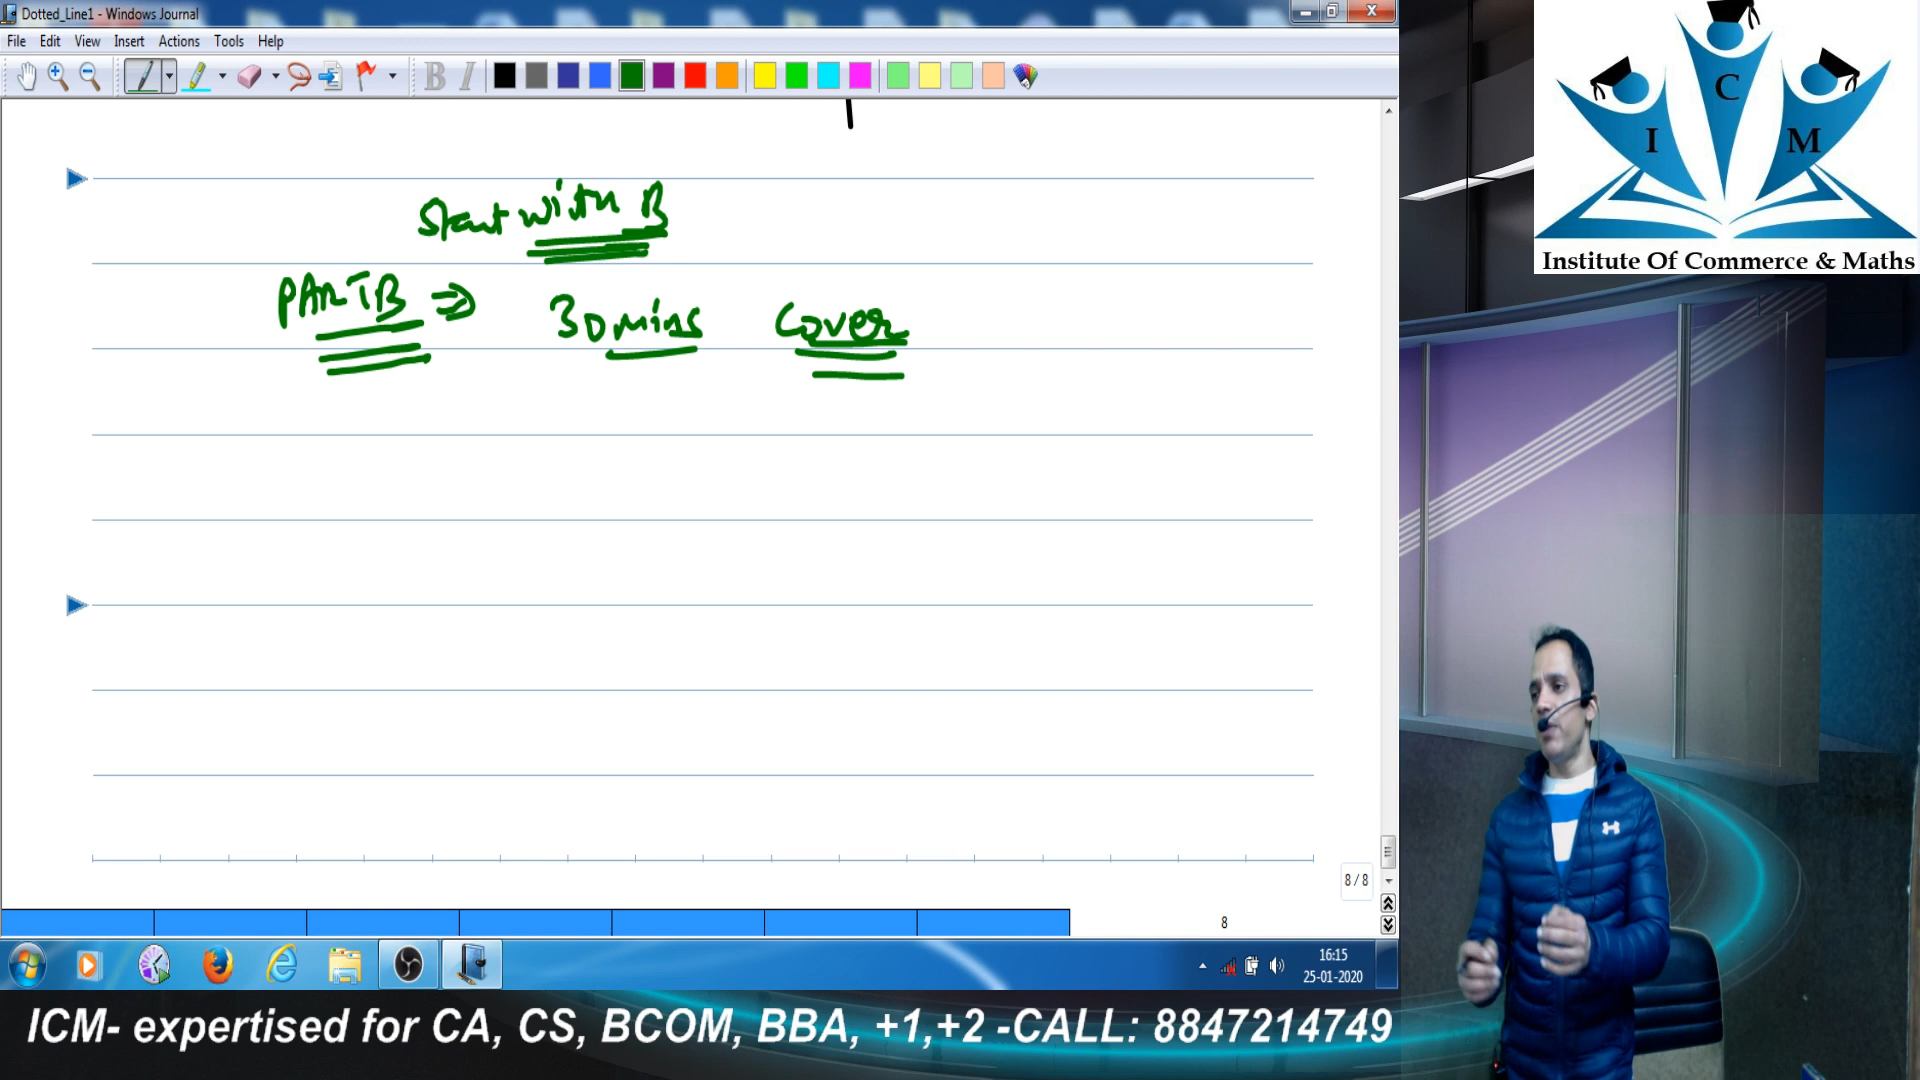 Dotted_Line1 - Windows Journal
File Edit View Insert Actions Tools Help
B I
Start with B
PART B ⇒ 30 mins Cover
8 / 8
8
16:15
25-01-2020
I C M
Institute Of Commerce & Maths
ICM- expertised for CA, CS, BCOM, BBA, +1,+2 -CALL: 8847214749